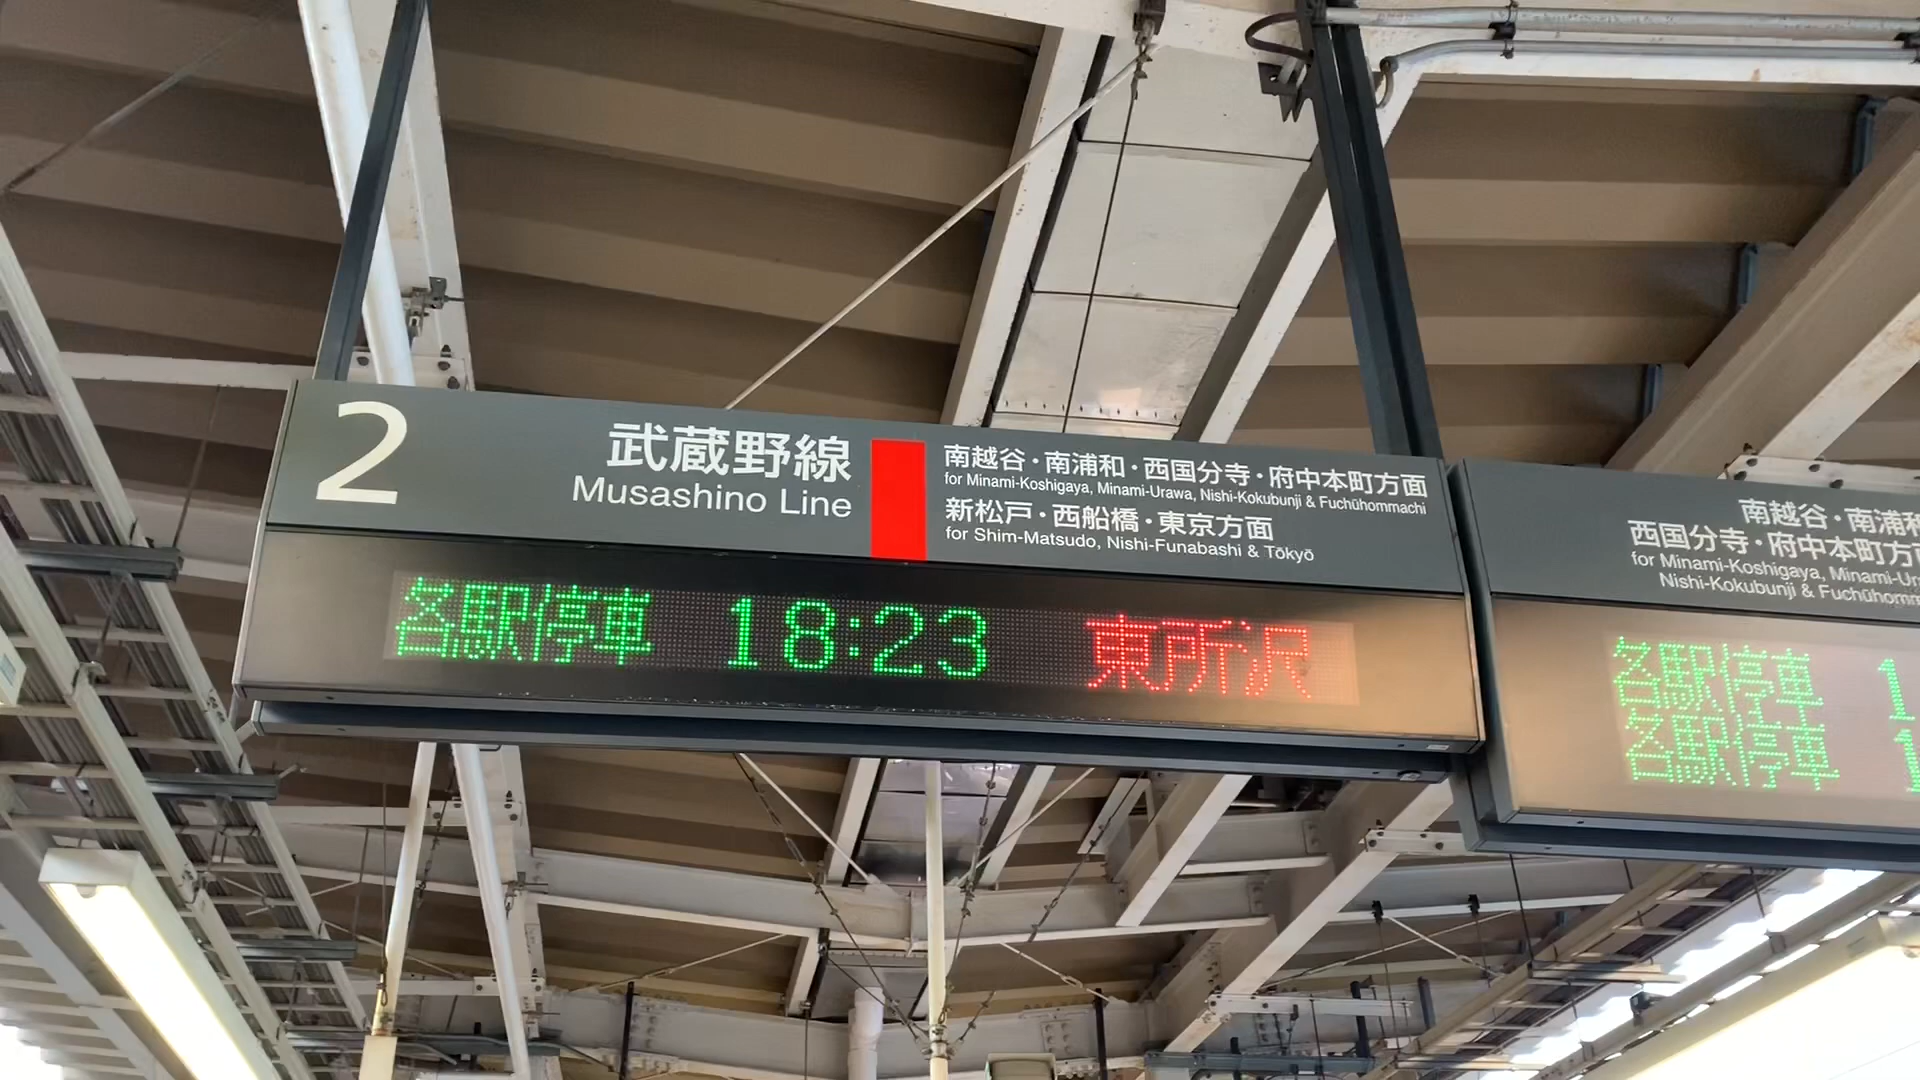 2
武蔵野線
Musashino Line
南越谷・南浦和・西国分寺・府中本町方面
for Minami-Koshigaya, Minami-Urawa, Nishi-Kokubunji & Fuchūhommachi
新松戸・西船橋・東京方面
for Shim-Matsudo, Nishi-Funabashi & Tōkyō
各駅停車 18:23 東所沢
南越谷・南浦和
西国分寺・府中本町方
for Minami-Koshigaya, Minami-Ur
Nishi-Kokubunji & Fuchūhomm
各駅停車 1
各駅停車 1